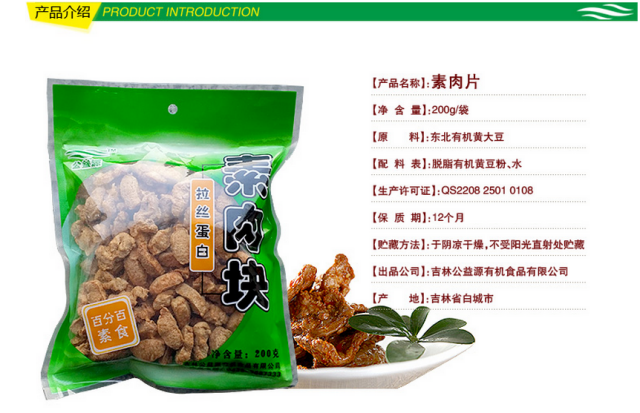 产品介绍 PRODUCT INTRODUCTION
【产品名称】：素肉片
【净 含 量】：200g/袋
【原 料】：东北有机黄大豆
【配 料 表】：脱脂有机黄豆粉、水
【生产许可证】：QS2208 2501 0108
【保 质 期】：12个月
【贮藏方法】：于阴凉干燥，不受阳光直射处贮藏
【出品公司】：吉林公益源有机食品有限公司
【产 地】：吉林省白城市
素肉块
拉丝蛋白
百分百
素食
净含量：200克